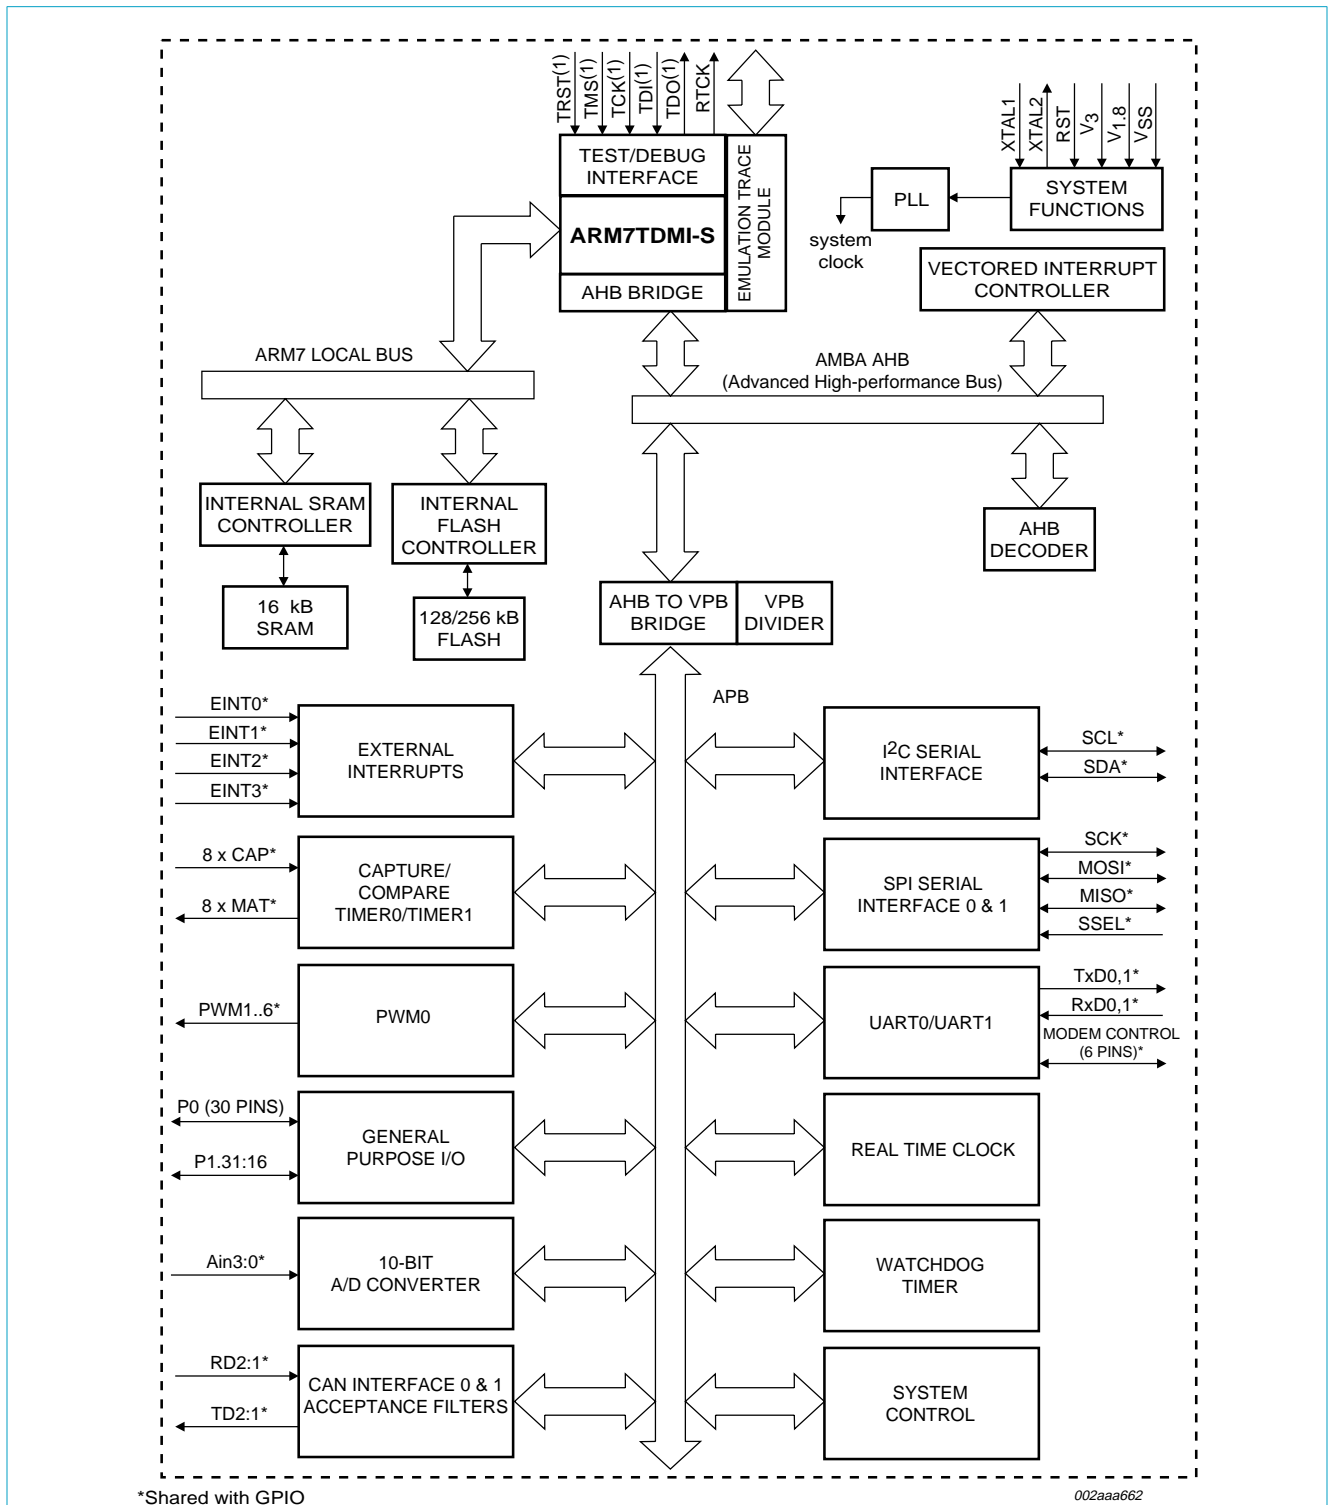 TRST(1)
TMS(1)
TCK(1)
TDI(1)
TDO(1)
RTCK
XTAL1
XTAL2
RST
V3
V1.8
VSS
TEST/DEBUG
INTERFACE
ARM7TDMI-S
AHB BRIDGE
EMULATION TRACE
MODULE
PLL
SYSTEM
FUNCTIONS
system
clock
VECTORED INTERRUPT
CONTROLLER
ARM7 LOCAL BUS
AMBA AHB
(Advanced High-performance Bus)
INTERNAL SRAM
CONTROLLER
INTERNAL
FLASH
CONTROLLER
AHB
DECODER
16 kB
SRAM
128/256 kB
FLASH
AHB TO VPB
BRIDGE
VPB
DIVIDER
APB
EINT0*
EINT1*
EINT2*
EINT3*
EXTERNAL
INTERRUPTS
I2C SERIAL
INTERFACE
SCL*
SDA*
8 x CAP*
8 x MAT*
CAPTURE/
COMPARE
TIMER0/TIMER1
SPI SERIAL
INTERFACE 0 & 1
SCK*
MOSI*
MISO*
SSEL*
PWM1..6*
PWM0
UART0/UART1
TxD0,1*
RxD0,1*
MODEM CONTROL
(6 PINS)*
P0 (30 PINS)
P1.31:16
GENERAL
PURPOSE I/O
REAL TIME CLOCK
Ain3:0*
10-BIT
A/D CONVERTER
WATCHDOG
TIMER
RD2:1*
TD2:1*
CAN INTERFACE 0 & 1
ACCEPTANCE FILTERS
SYSTEM
CONTROL
*Shared with GPIO
002aaa662